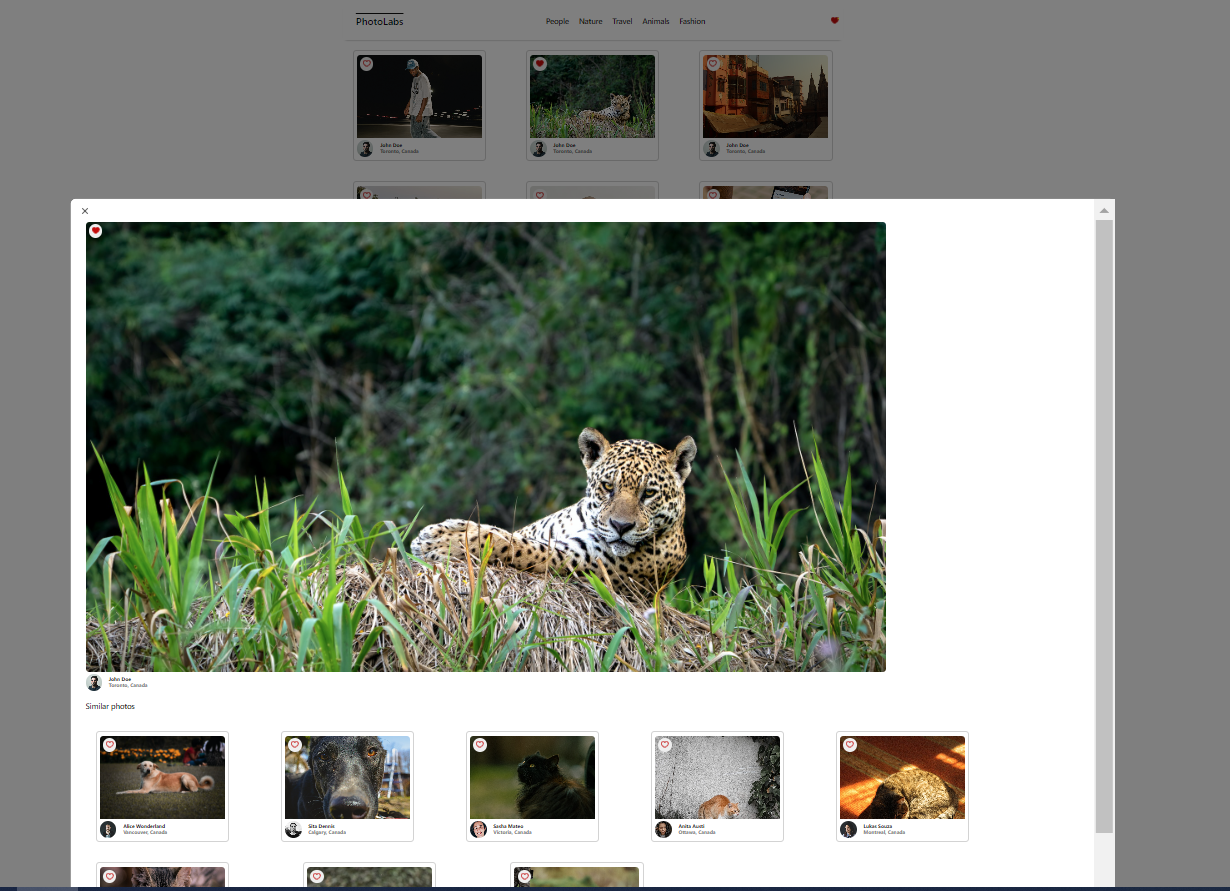 PhotoLabs
People Nature Travel Animals Fashion
John Doe
Toronto, Canada
John Doe
Toronto, Canada
John Doe
Toronto, Canada
John Doe
Toronto, Canada
Similar photos
Alice Wonderland
Vancouver, Canada
Sita Dennis
Calgary, Canada
Sasha Mateo
Victoria, Canada
Anita Austi
Ottawa, Canada
Lukas Souza
Montreal, Canada